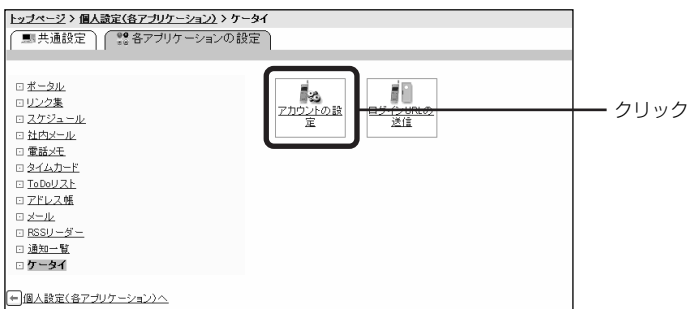 トップページ > 個人設定(各アプリケーション) > ケータイ
共通設定 各アプリケーションの設定
ポータル
リンク集
スケジュール
社内メール
電話メモ
タイムカード
ToDoリスト
アドレス帳
メール
RSSリーダー
通知一覧
ケータイ
アカウントの設
定
ログインURLの
送信
クリック
個人設定(各アプリケーション)へ